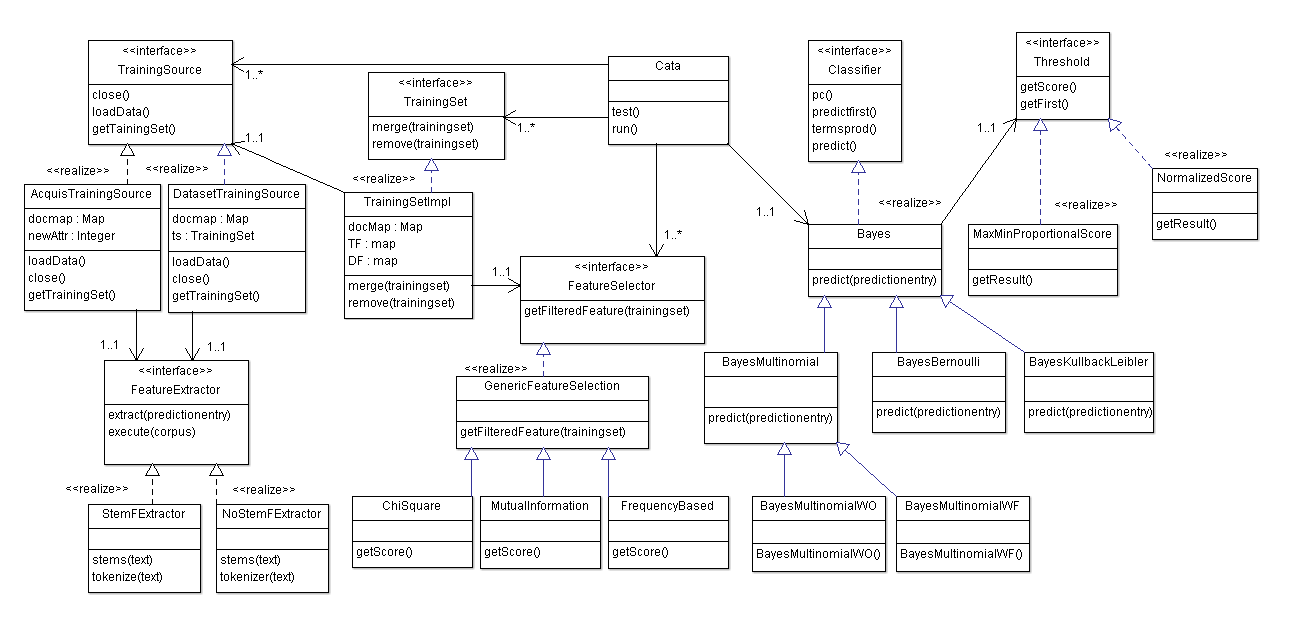 <<interface>>
TrainingSource
close()
loadData()
getTainingSet()
1..*
1..1
<<interface>>
TrainingSet
merge(trainingset)
remove(trainingset)
1..*
Cata
test()
run()
<<interface>>
Classifier
pc()
predictfirst()
termsprod()
predict()
<<interface>>
Threshold
getScore()
getFirst()
1..1
<<realize>>
<<realize>>
<<realize>>
<<realize>>
AcquisTrainingSource
docmap : Map
newAttr : Integer
loadData()
close()
getTrainingSet()
DatasetTrainingSource
docmap : Map
ts : TrainingSet
loadData()
close()
getTrainingSet()
TrainingSetImpl
docMap : Map
TF : map
DF : map
merge(trainingset)
remove(trainingset)
1..1
1..*
1..1
<<realize>>
<<realize>>
NormalizedScore
getResult()
Bayes
predict(predictionentry)
MaxMinProportionalScore
getResult()
<<interface>>
FeatureSelector
getFilteredFeature(trainingset)
1..1
1..1
<<interface>>
FeatureExtractor
extract(predictionentry)
execute(corpus)
<<realize>>
GenericFeatureSelection
getFilteredFeature(trainingset)
BayesMultinomial
predict(predictionentry)
BayesBernoulli
predict(predictionentry)
BayesKullbackLeibler
predict(predictionentry)
<<realize>>
<<realize>>
StemFExtractor
stems(text)
tokenize(text)
NoStemFExtractor
stems(text)
tokenizer(text)
ChiSquare
getScore()
MutualInformation
getScore()
FrequencyBased
getScore()
BayesMultinomialWO
BayesMultinomialWO()
BayesMultinomialWF
BayesMultinomialWF()